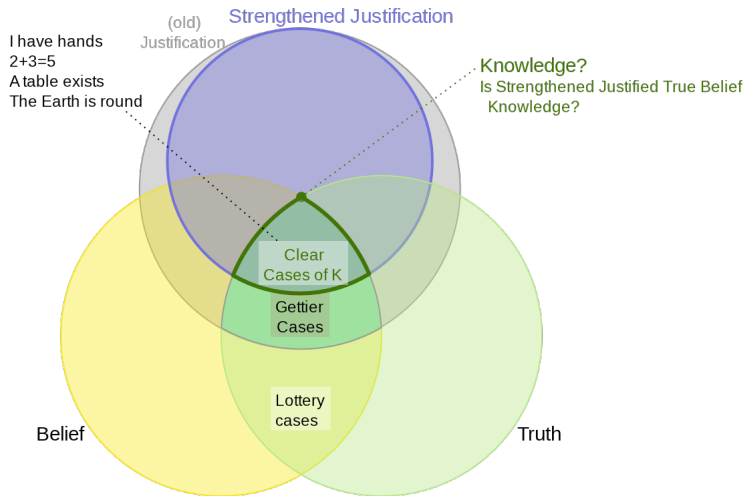 (old)
Justification
Strengthened Justification
I have hands
2+3=5
A table exists
The Earth is round
Knowledge?
Is Strengthened Justified True Belief
Knowledge?
Clear
Cases of K
Gettier
Cases
Lottery
cases
Belief
Truth